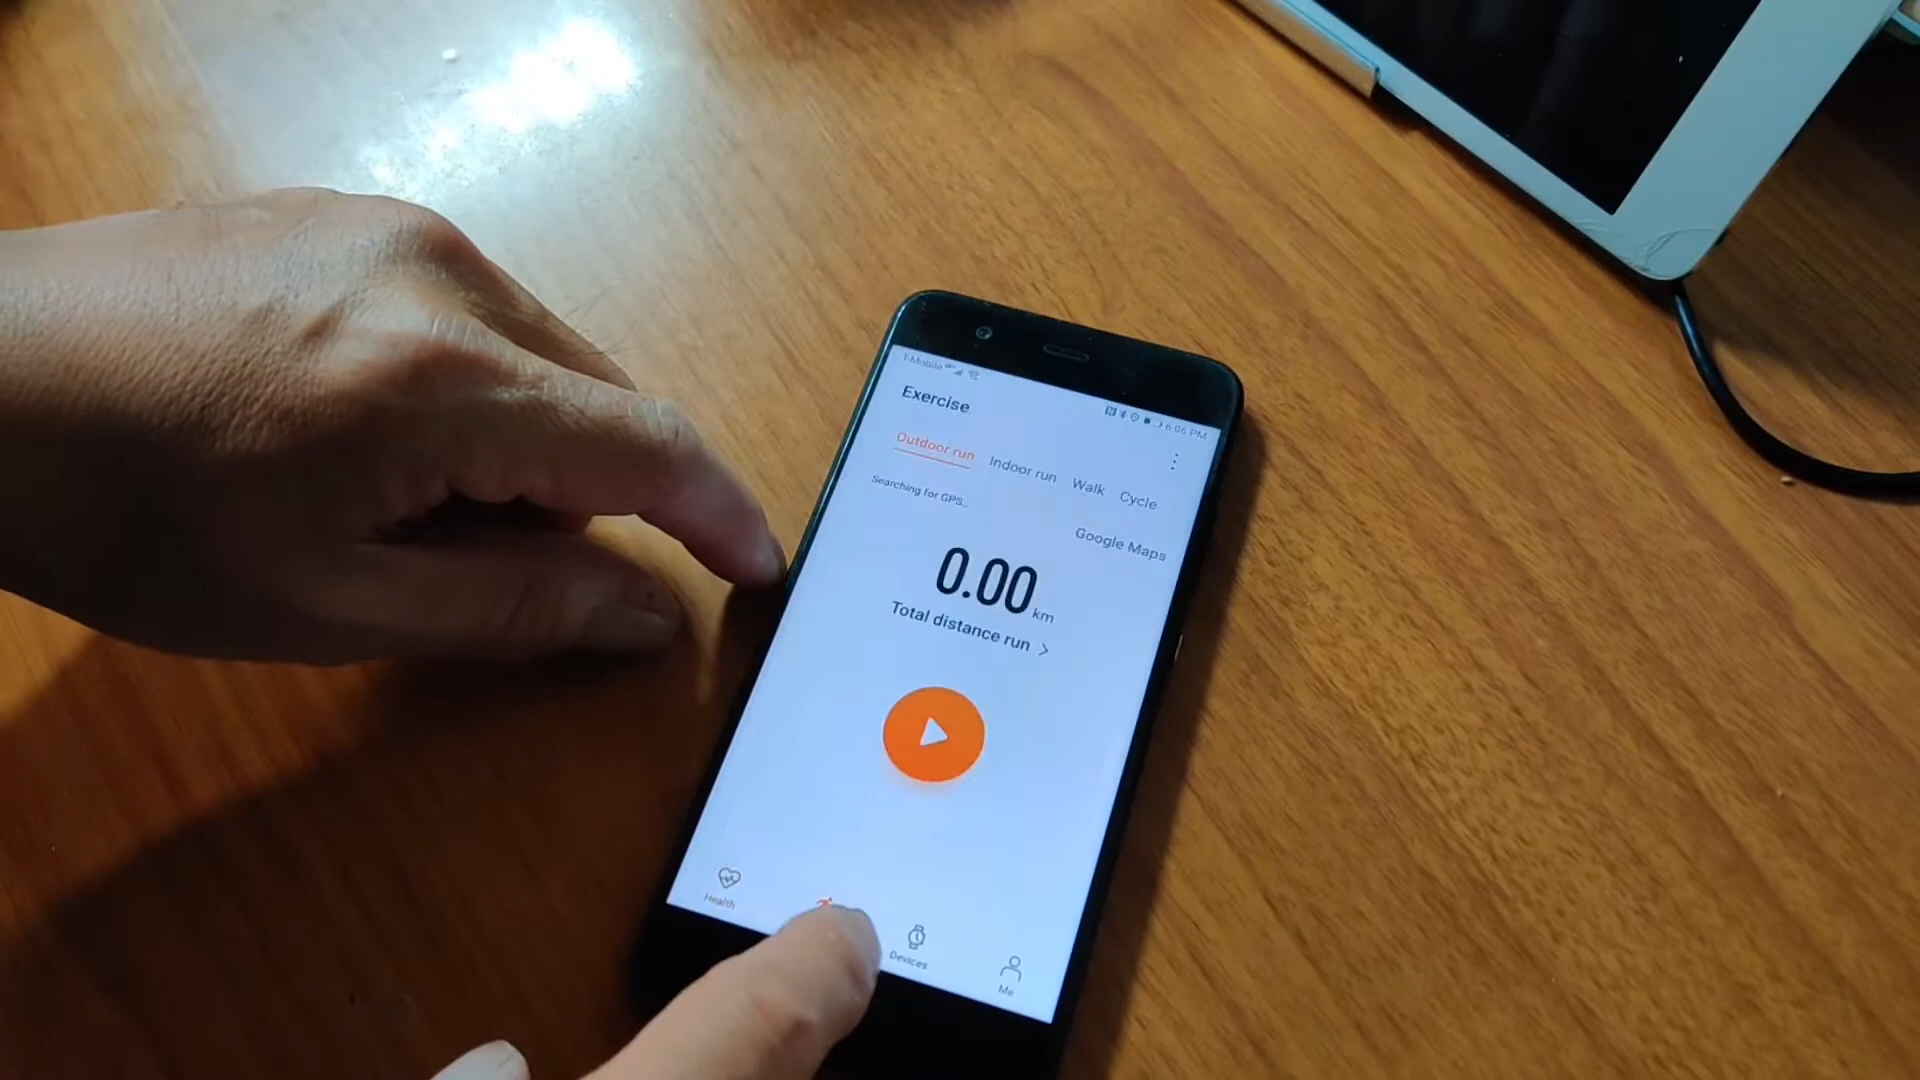 T-Mobile
6:06 PM
Exercise
Outdoor run Indoor run Walk Cycle
Searching for GPS...
Google Maps
0.00 km
Total distance run >
Health
Devices
Me